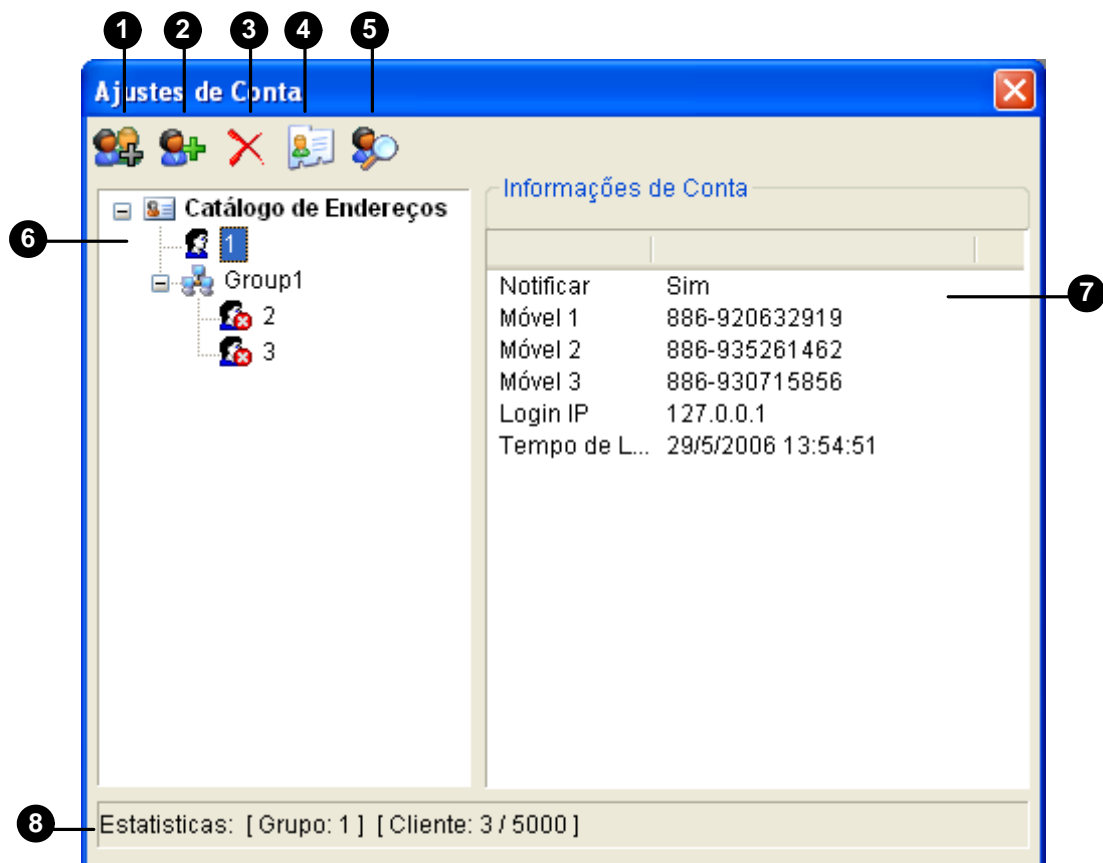 1 2 3 4 5
Ajustes de Conta
Informações de Conta
6
Catálogo de Endereços
1
Group1
2
3
Notificar Sim
7
Móvel 1 886-920632919
Móvel 2 886-935261462
Móvel 3 886-930715856
Login IP 127.0.0.1
Tempo de L... 29/5/2006 13:54:51
8
Estatisticas: [ Grupo: 1 ] [ Cliente: 3 / 5000 ]